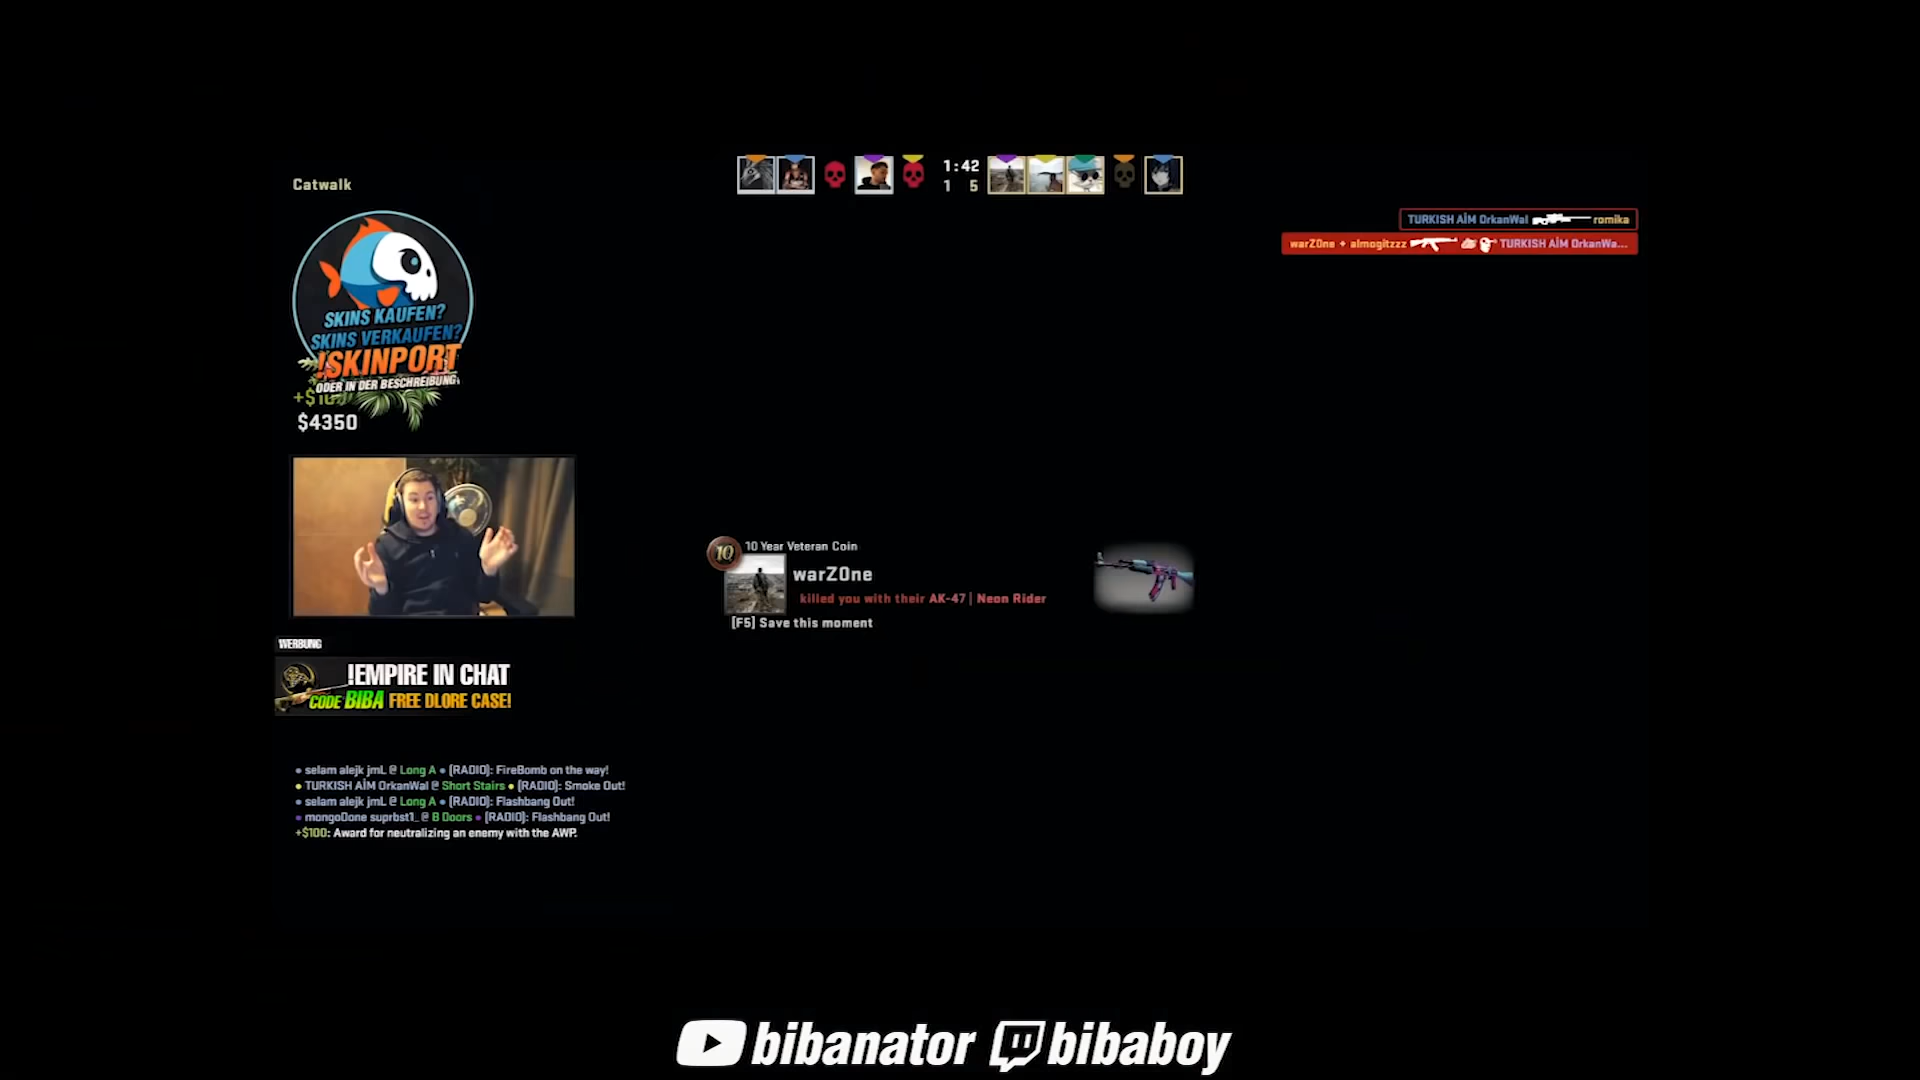 1:42
1 5
Catwalk
TURKISH AİM OrkanWal romika
warZ0ne + almogitzzz TURKISH AİM OrkanWa...
SKINS KAUFEN?
SKINS VERKAUFEN?
!SKINPORT
ODER IN DER BESCHREIBUNG
$4350
10 10 Year Veteran Coin
warZ0ne
killed you with their AK-47 | Neon Rider
[F5] Save this moment
WERBUNG
!EMPIRE IN CHAT
CODE BIBA FREE DLORE CASE!
• selam alejk jmL @ Long A • [RADIO]: FireBomb on the way!
• TURKISH AİM OrkanWal @ Short Stairs • [RADIO]: Smoke Out!
• selam alejk jmL @ Long A • [RADIO]: Flashbang Out!
• mongoDone suprbst1_ @ B Doors • [RADIO]: Flashbang Out!
+$100: Award for neutralizing an enemy with the AWP.
bibanator bibaboy